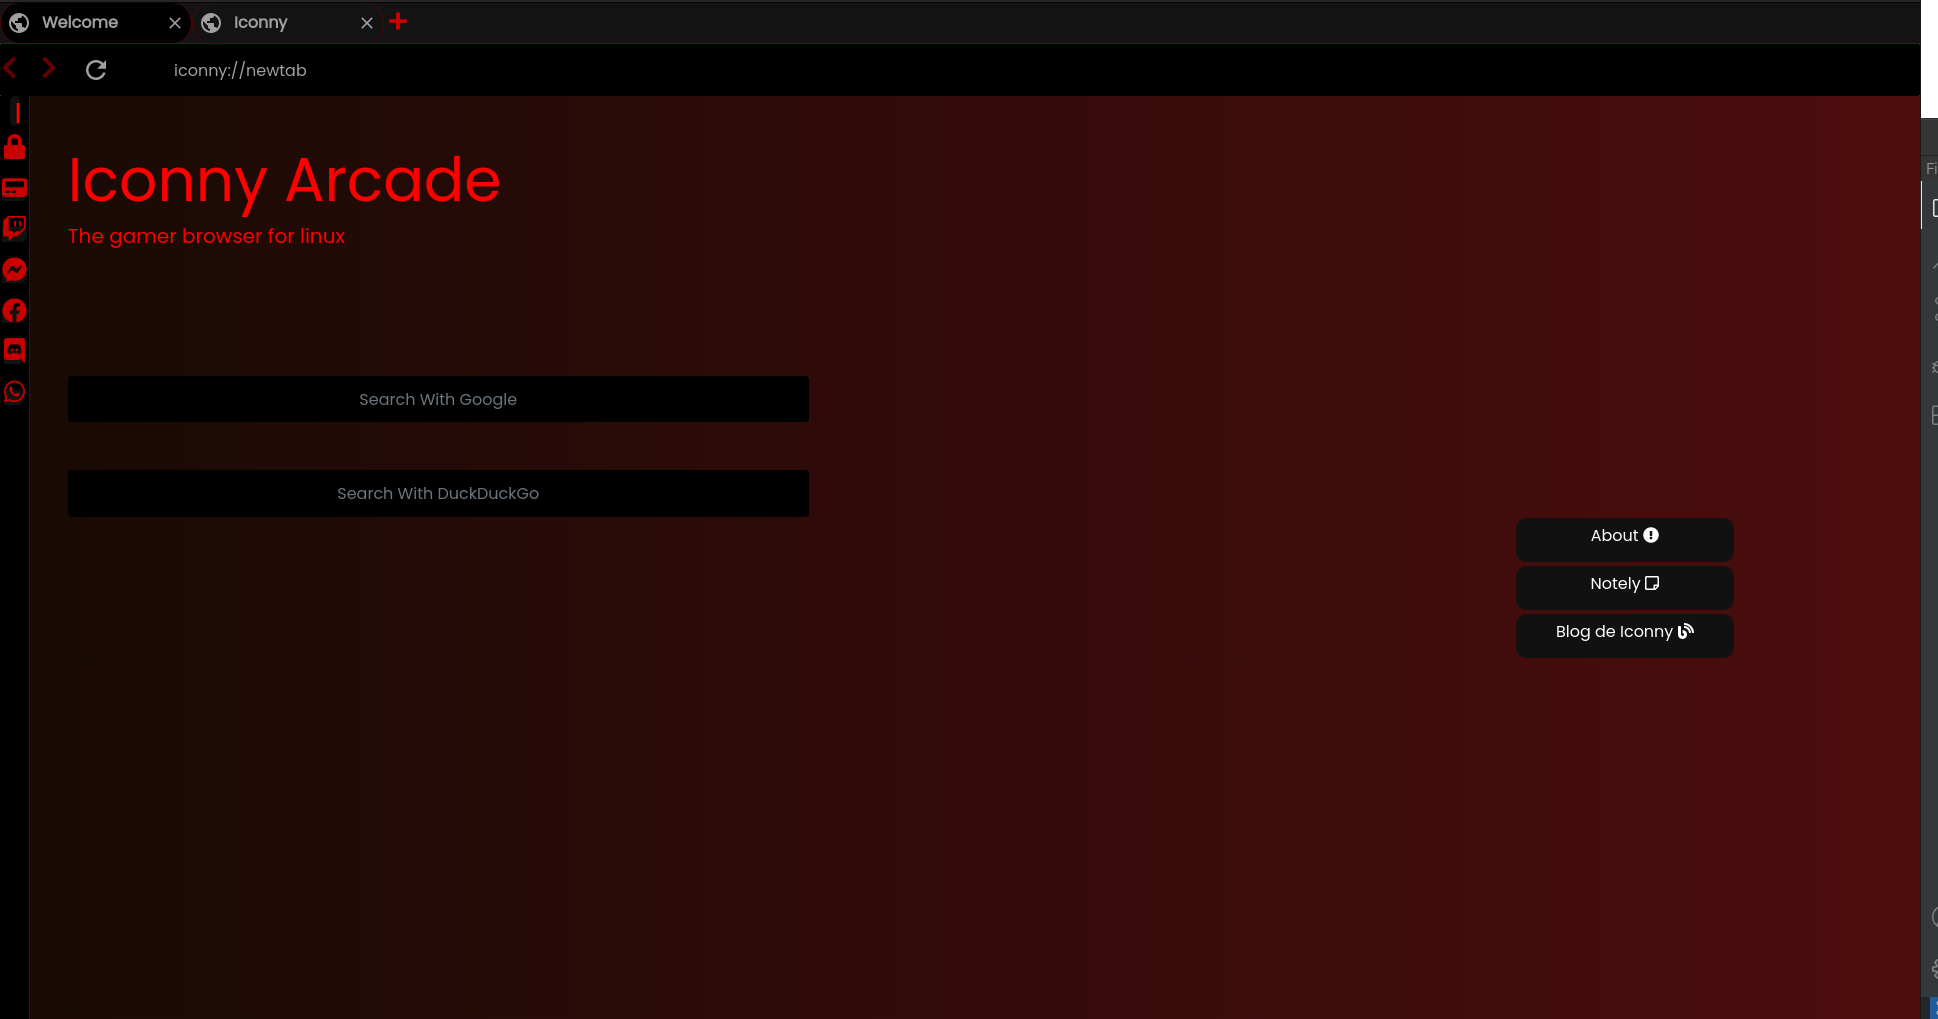 Welcome
Iconny
iconny://newtab
Iconny Arcade
The gamer browser for linux
Search With Google
Search With DuckDuckGo
About
Notely
Blog de Iconny
Fi